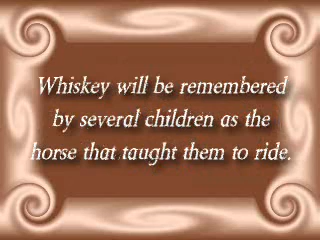 Whiskey will be remembered
by several children as the
horse that taught them to ride.